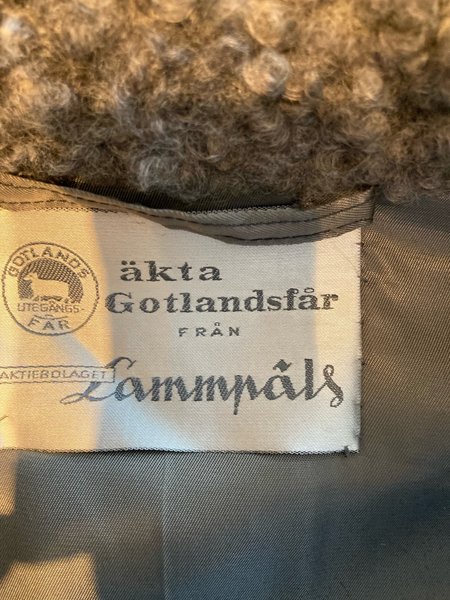 GOTLANDS
UTEGÅNGS-
FÅR
äkta
Gotlandsfår
FRÅN
AKTIEBOLAGET
Lammpäls